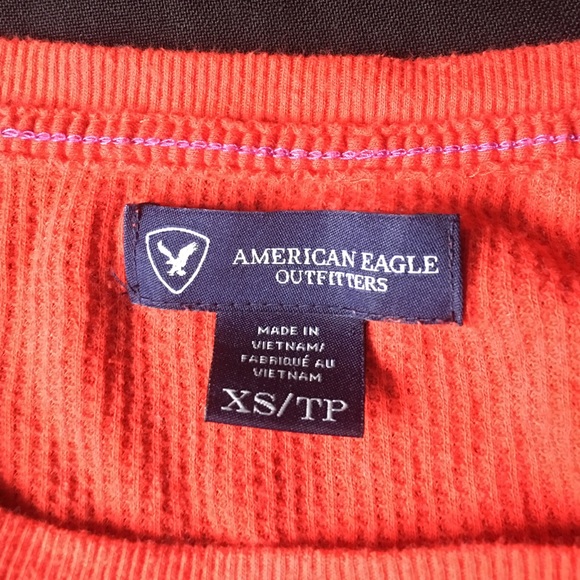 AMERICAN EAGLE
OUTFITTERS
MADE IN
VIETNAM/
FABRIQUÉ AU
VIETNAM
XS/TP